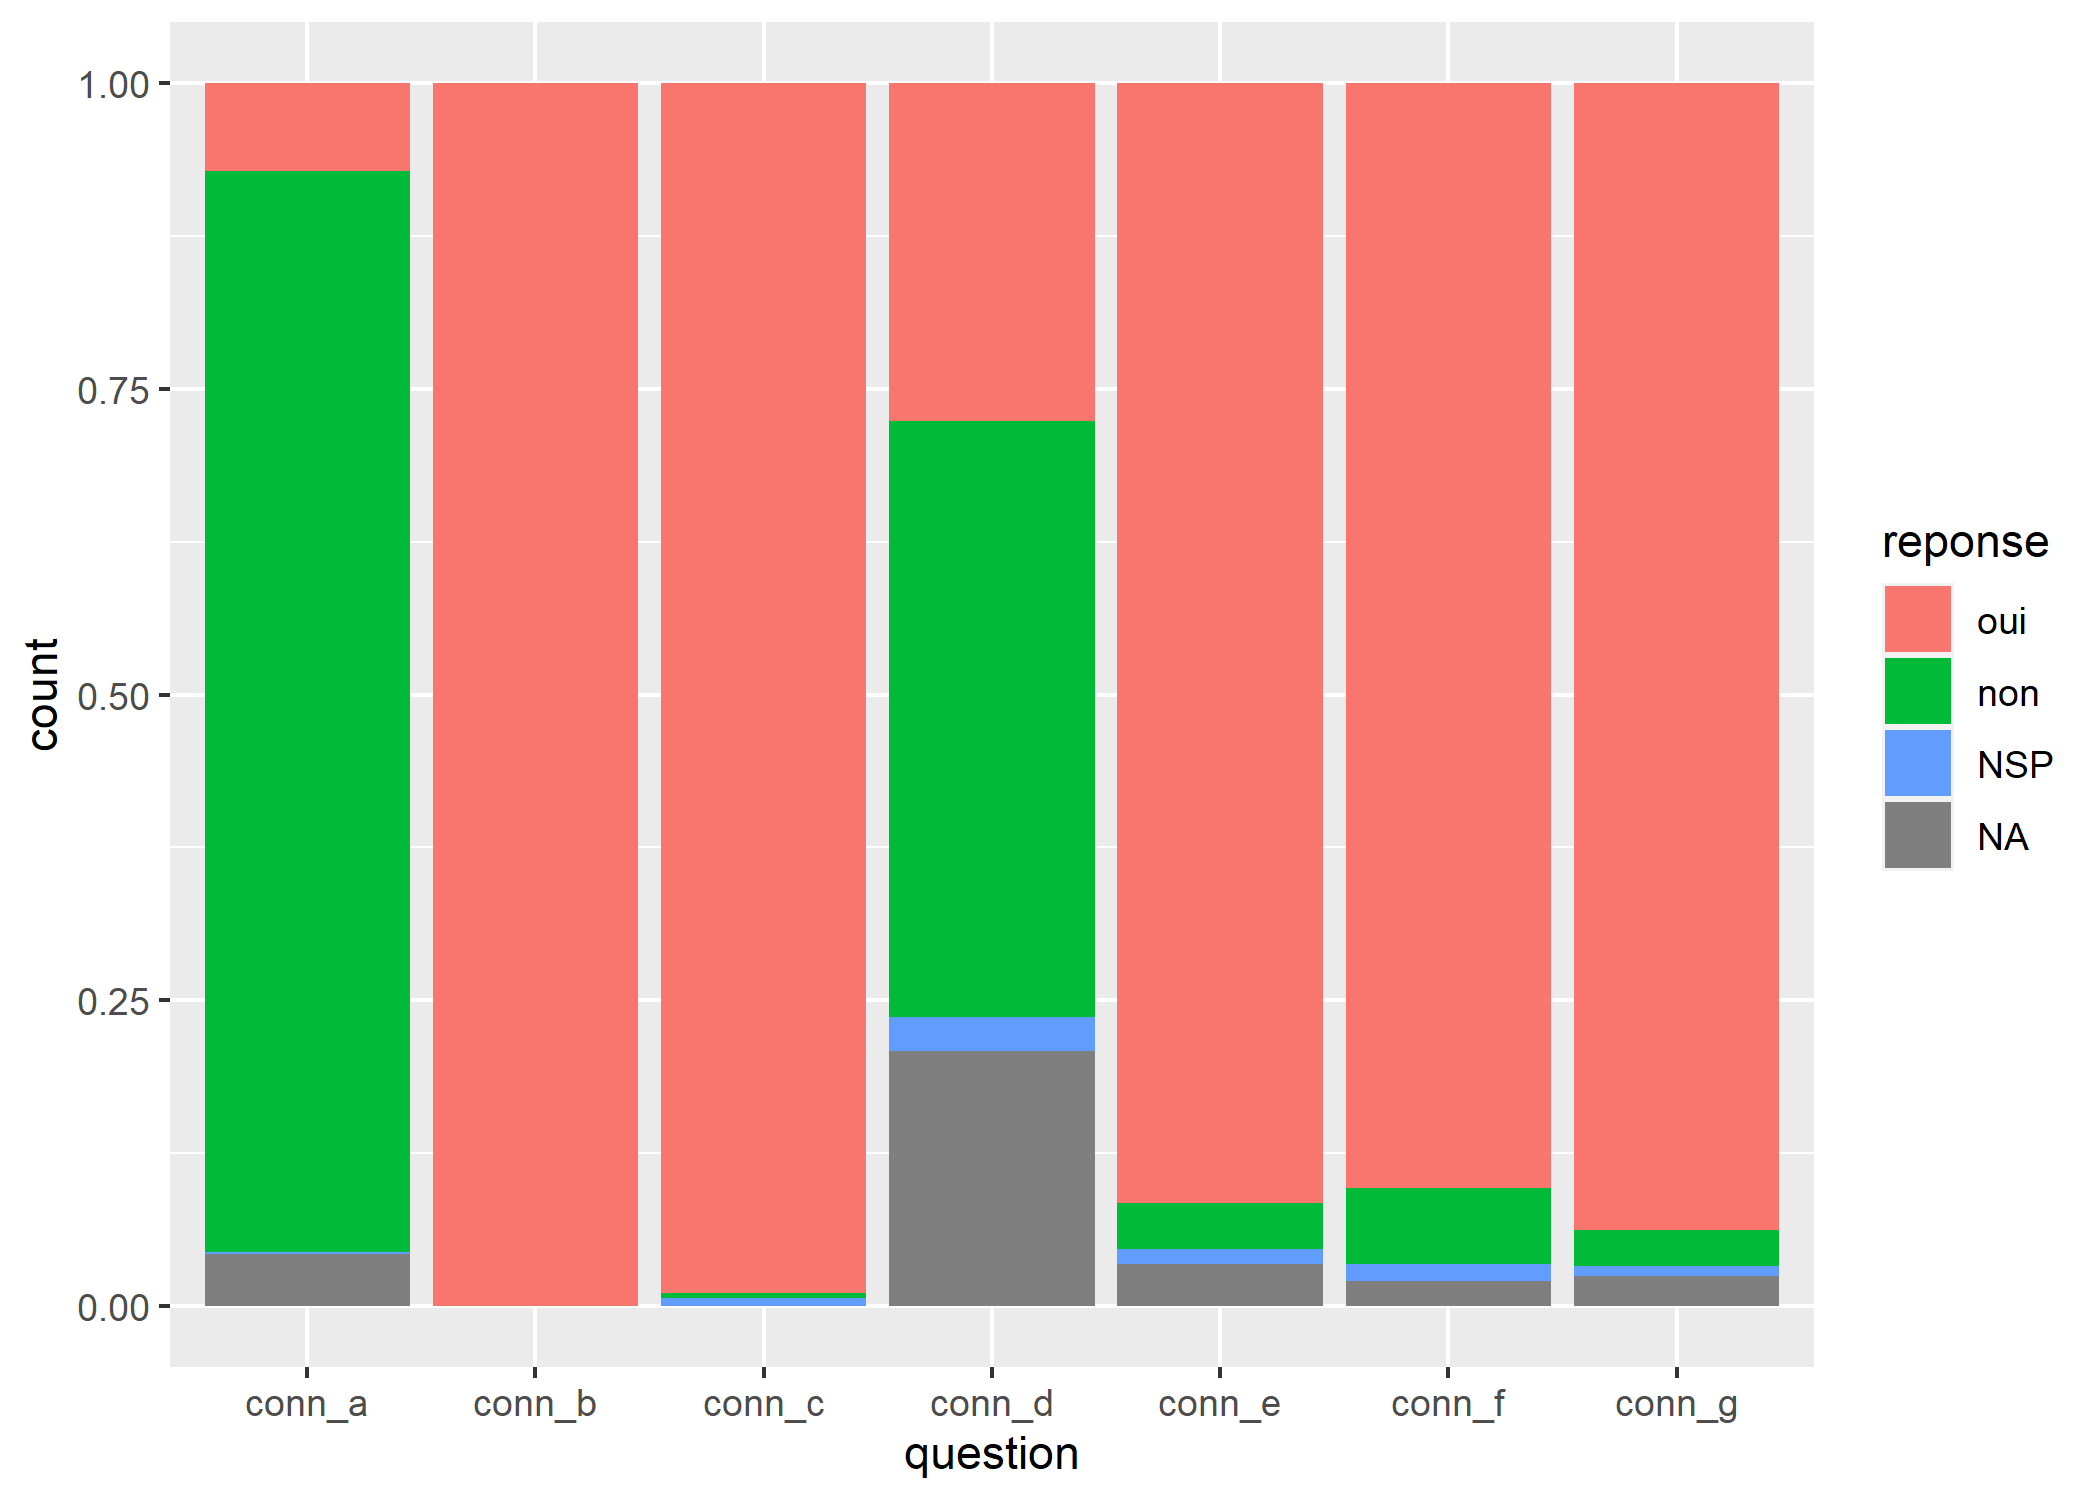 1.00
0.75
0.50
0.25
0.00
count
conn_a conn_b conn_c conn_d conn_e conn_f conn_g
question
reponse
oui
non
NSP
NA